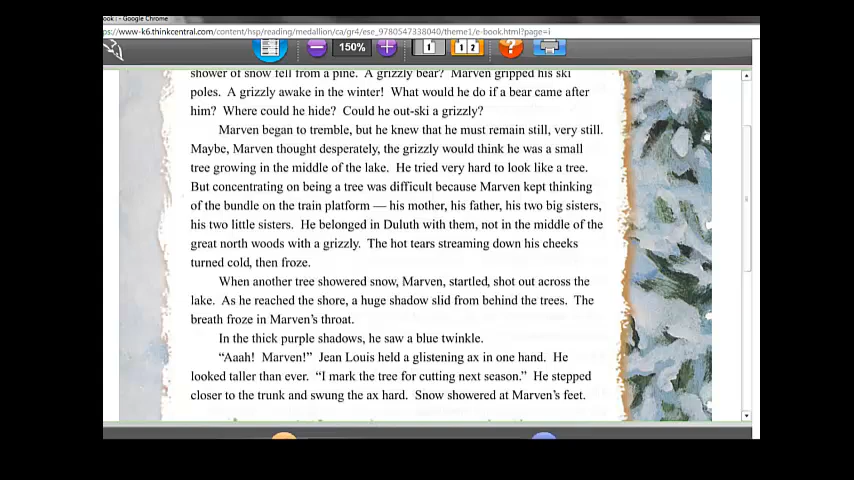 ook : - Google Chrome
ps://www-k6.thinkcentral.com/content/hsp/reading/medallion/ca/gr4/ese_9780547338040/theme1/e-book.html?page=i
150%
1
1 2
?
shower of snow fell from a pine. A grizzly bear? Marven gripped his ski
poles. A grizzly awake in the winter! What would he do if a bear came after
him? Where could he hide? Could he out-ski a grizzly?
Marven began to tremble, but he knew that he must remain still, very still.
Maybe, Marven thought desperately, the grizzly would think he was a small
tree growing in the middle of the lake. He tried very hard to look like a tree.
But concentrating on being a tree was difficult because Marven kept thinking
of the bundle on the train platform — his mother, his father, his two big sisters,
his two little sisters. He belonged in Duluth with them, not in the middle of the
great north woods with a grizzly. The hot tears streaming down his cheeks
turned cold, then froze.
When another tree showered snow, Marven, startled, shot out across the
lake. As he reached the shore, a huge shadow slid from behind the trees. The
breath froze in Marven's throat.
In the thick purple shadows, he saw a blue twinkle.
“Aaah! Marven!” Jean Louis held a glistening ax in one hand. He
looked taller than ever. “I mark the tree for cutting next season.” He stepped
closer to the trunk and swung the ax hard. Snow showered at Marven's feet.